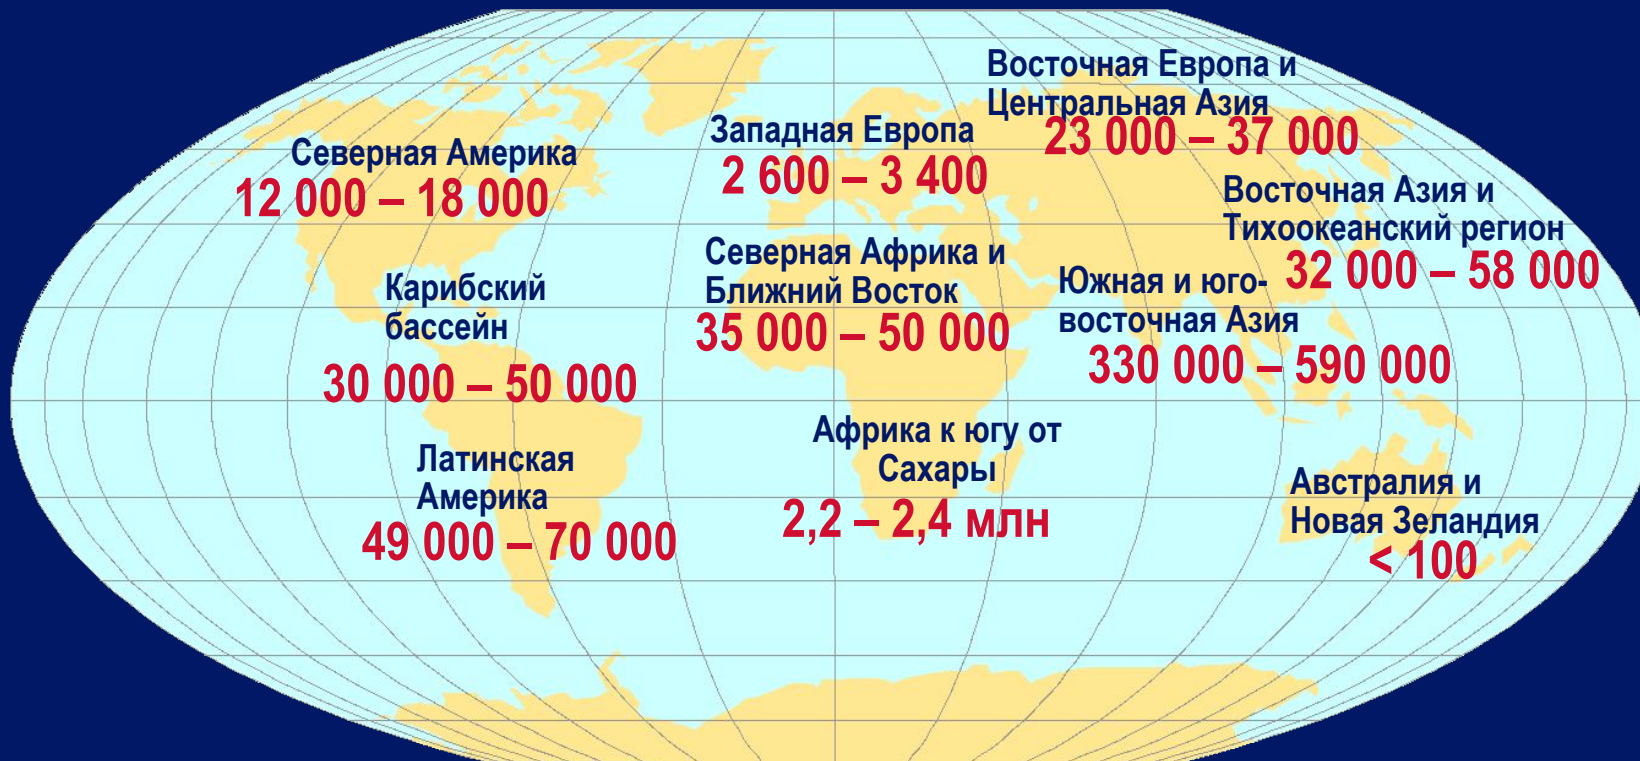 Восточная Европа и
Центральная Азия
23 000 – 37 000
Западная Европа
2 600 – 3 400
Северная Америка
12 000 – 18 000
Восточная Азия и
Тихоокеанский регион
32 000 – 58 000
Северная Африка и
Ближний Восток
35 000 – 50 000
Южная и юго-
восточная Азия
330 000 – 590 000
Карибский
бассейн
30 000 – 50 000
Африка к югу от
Сахары
2,2 – 2,4 млн
Латинская
Америка
49 000 – 70 000
Австралия и
Новая Зеландия
< 100